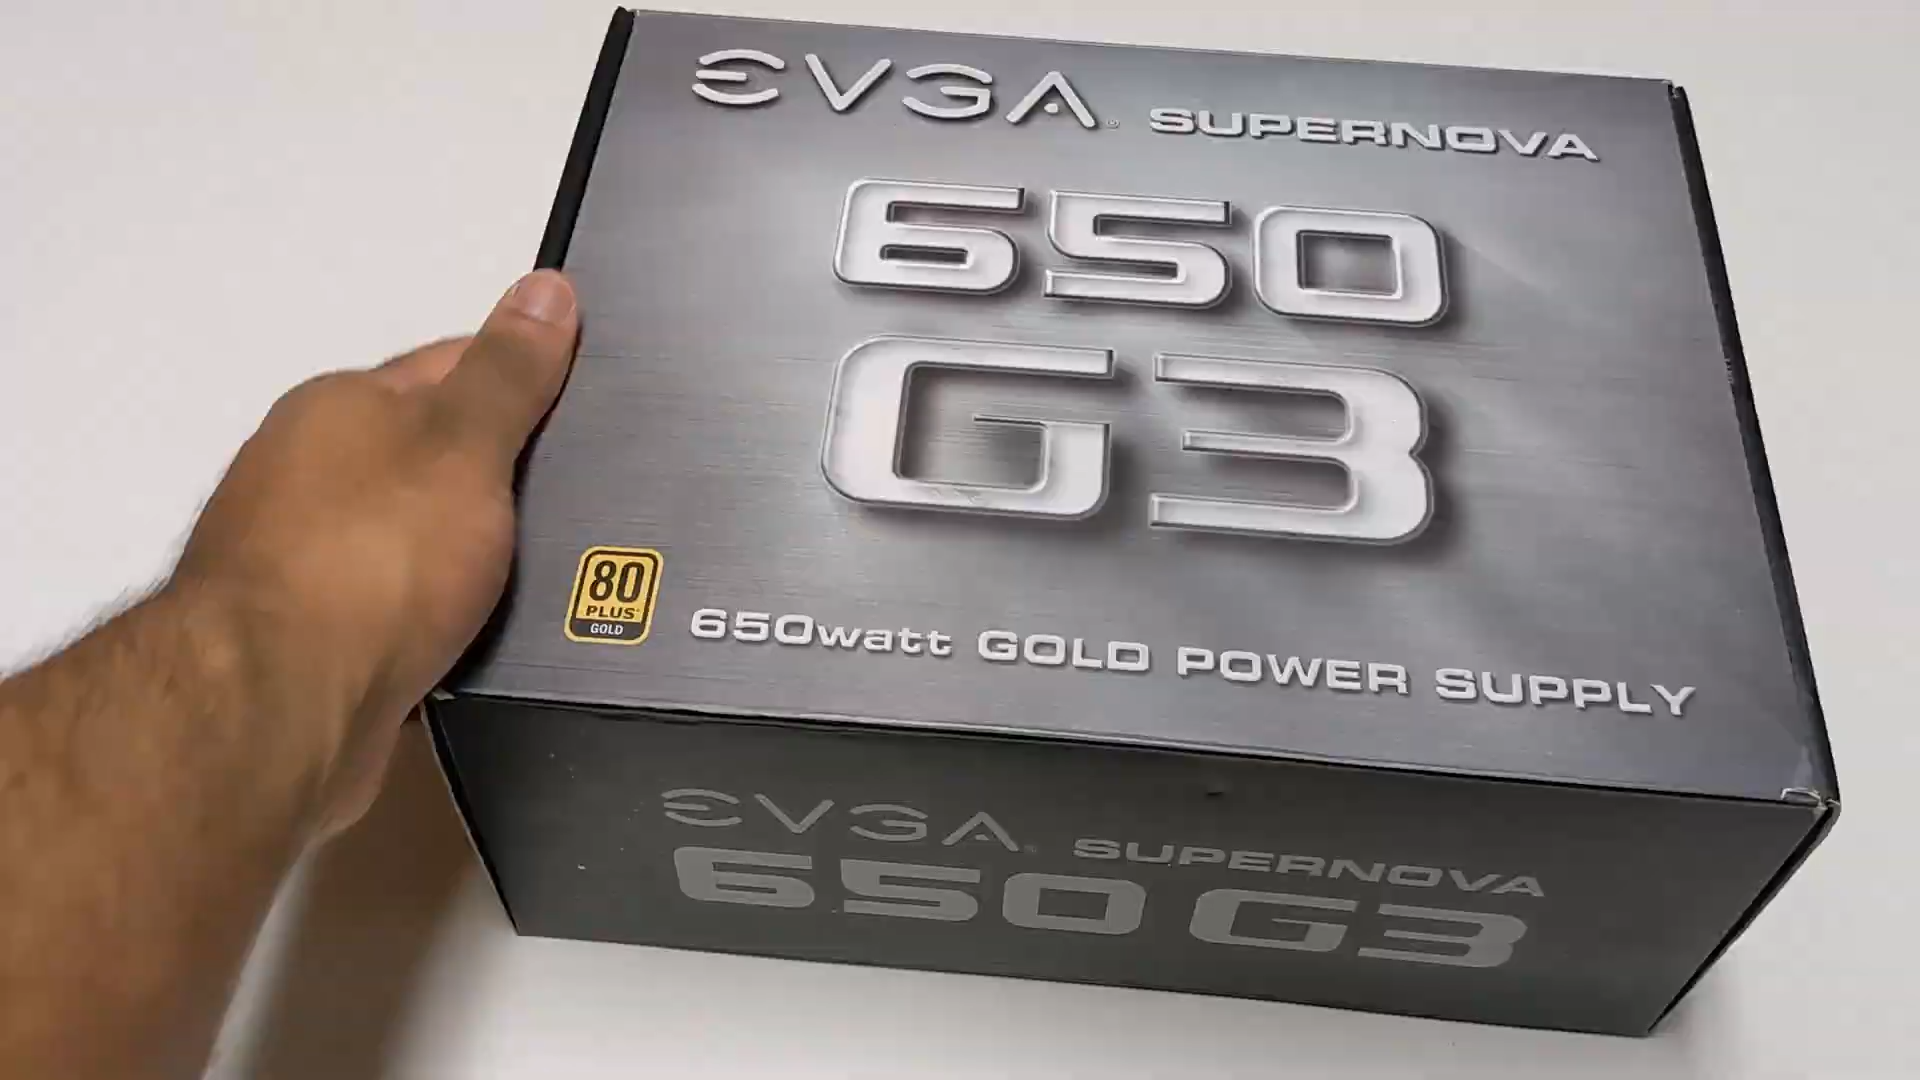 EVGA® SUPERNOVA
650
G3
80
PLUS
GOLD
650watt GOLD POWER SUPPLY
EVGA® SUPERNOVA
650 G3